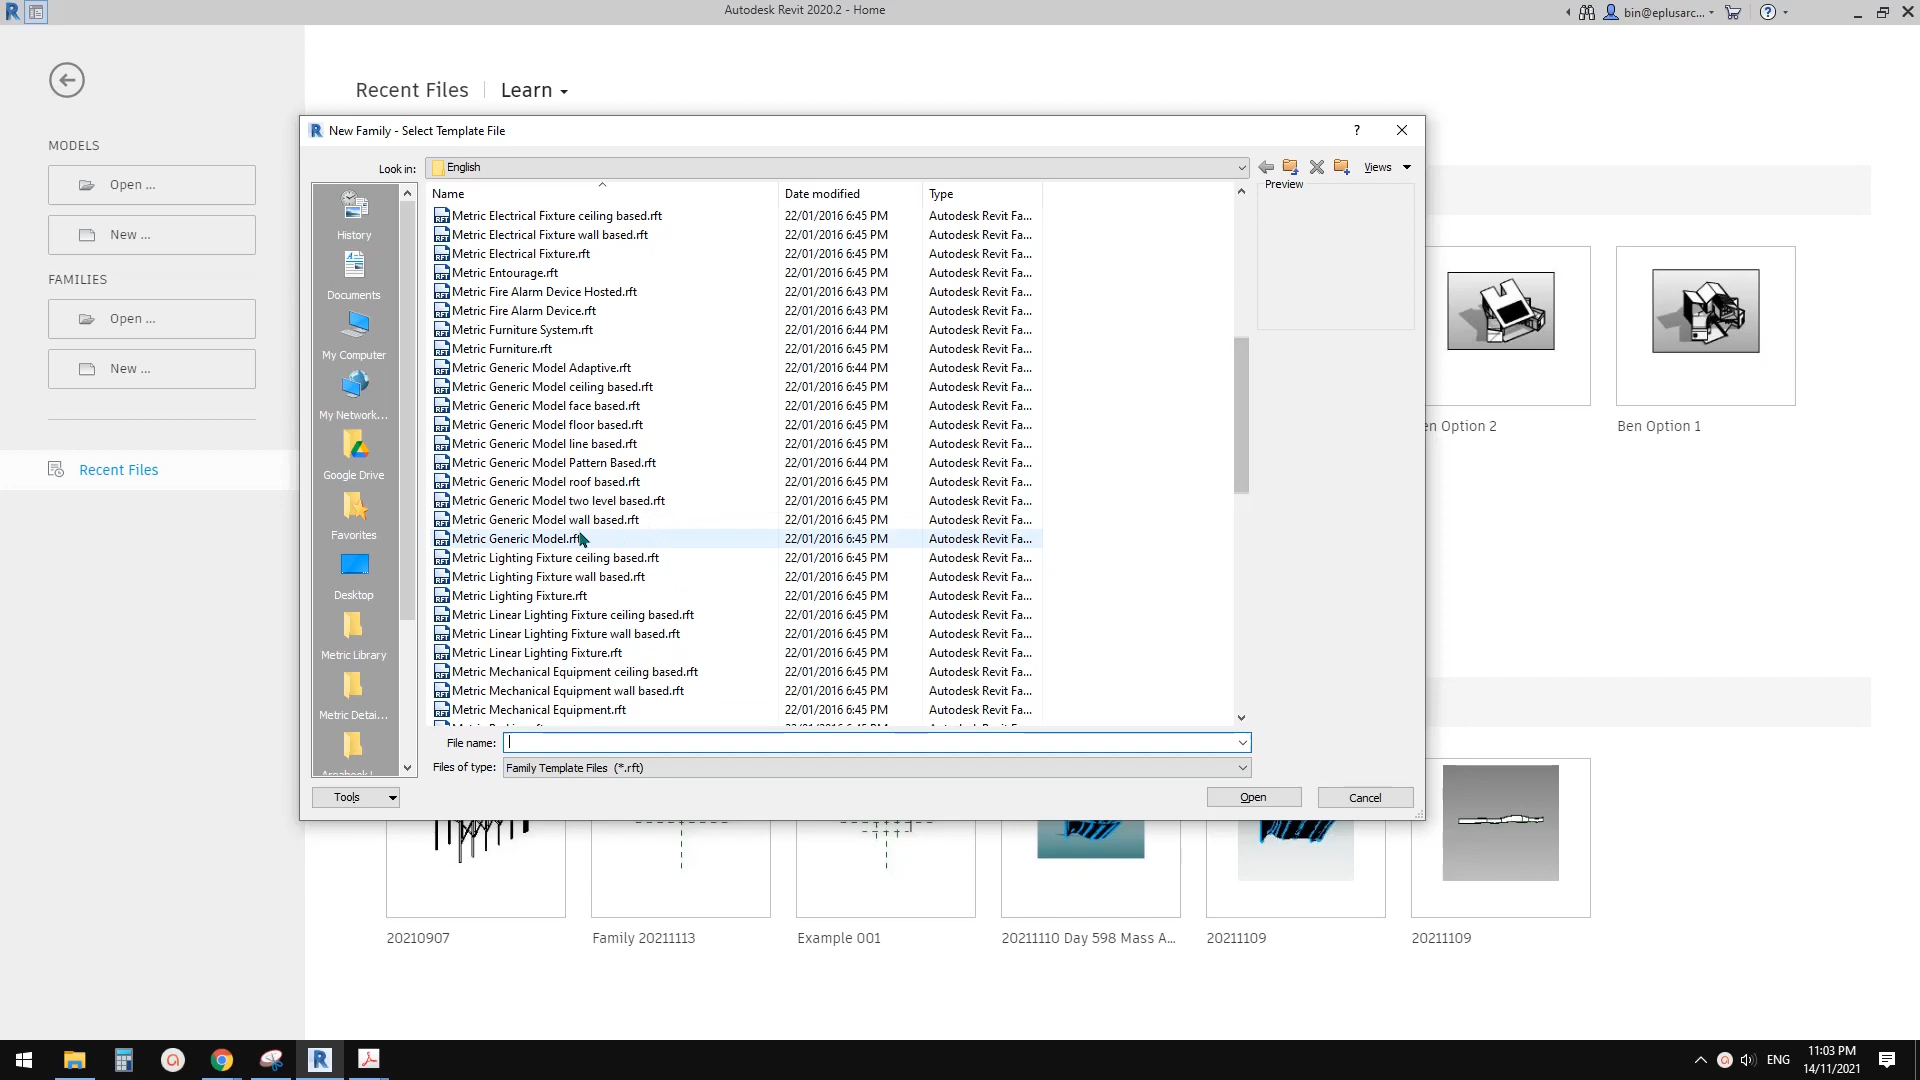 Autodesk Revit 2020.2 - Home
bin@eplusarc...
Recent Files
Learn
MODELS
Open ...
New ...
FAMILIES
Open ...
New ...
Recent Files
New Family - Select Template File
Look in:
English
Views
Preview
Name
Date modified
Type
Metric Electrical Fixture ceiling based.rft 22/01/2016 6:45 PM Autodesk Revit Fa...
Metric Electrical Fixture wall based.rft 22/01/2016 6:45 PM Autodesk Revit Fa...
Metric Electrical Fixture.rft 22/01/2016 6:45 PM Autodesk Revit Fa...
Metric Entourage.rft 22/01/2016 6:45 PM Autodesk Revit Fa...
Metric Fire Alarm Device Hosted.rft 22/01/2016 6:43 PM Autodesk Revit Fa...
Metric Fire Alarm Device.rft 22/01/2016 6:43 PM Autodesk Revit Fa...
Metric Furniture System.rft 22/01/2016 6:44 PM Autodesk Revit Fa...
Metric Furniture.rft 22/01/2016 6:45 PM Autodesk Revit Fa...
Metric Generic Model Adaptive.rft 22/01/2016 6:44 PM Autodesk Revit Fa...
Metric Generic Model ceiling based.rft 22/01/2016 6:45 PM Autodesk Revit Fa...
Metric Generic Model face based.rft 22/01/2016 6:45 PM Autodesk Revit Fa...
Metric Generic Model floor based.rft 22/01/2016 6:45 PM Autodesk Revit Fa...
Metric Generic Model line based.rft 22/01/2016 6:45 PM Autodesk Revit Fa...
Metric Generic Model Pattern Based.rft 22/01/2016 6:44 PM Autodesk Revit Fa...
Metric Generic Model roof based.rft 22/01/2016 6:45 PM Autodesk Revit Fa...
Metric Generic Model two level based.rft 22/01/2016 6:45 PM Autodesk Revit Fa...
Metric Generic Model wall based.rft 22/01/2016 6:45 PM Autodesk Revit Fa...
Metric Generic Model.rft 22/01/2016 6:45 PM Autodesk Revit Fa...
Metric Lighting Fixture ceiling based.rft 22/01/2016 6:45 PM Autodesk Revit Fa...
Metric Lighting Fixture wall based.rft 22/01/2016 6:45 PM Autodesk Revit Fa...
Metric Lighting Fixture.rft 22/01/2016 6:45 PM Autodesk Revit Fa...
Metric Linear Lighting Fixture ceiling based.rft 22/01/2016 6:45 PM Autodesk Revit Fa...
Metric Linear Lighting Fixture wall based.rft 22/01/2016 6:45 PM Autodesk Revit Fa...
Metric Linear Lighting Fixture.rft 22/01/2016 6:45 PM Autodesk Revit Fa...
Metric Mechanical Equipment ceiling based.rft 22/01/2016 6:45 PM Autodesk Revit Fa...
Metric Mechanical Equipment wall based.rft 22/01/2016 6:45 PM Autodesk Revit Fa...
Metric Mechanical Equipment.rft 22/01/2016 6:45 PM Autodesk Revit Fa...
History
Documents
My Computer
My Network...
Google Drive
Favorites
Desktop
Metric Library
Metric Detai...
File name:
Files of type:
Family Template Files (*.rft)
Tools
Open
Cancel
en Option 2
Ben Option 1
20210907
Family 20211113
Example 001
20211110 Day 598 Mass A...
20211109
20211109
ENG
11:03 PM
14/11/2021